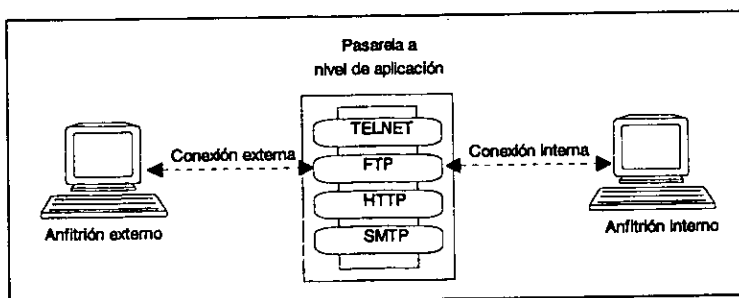 Pasarela a
nivel de aplicación
TELNET
Conexión externa
FTP
Conexión interna
HTTP
SMTP
Anfitrión externo
Anfitrión interno